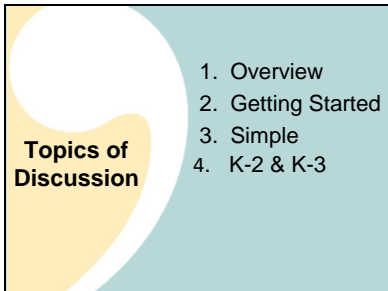 Topics of
Discussion
1. Overview
2. Getting Started
3. Simple
4. K-2 & K-3